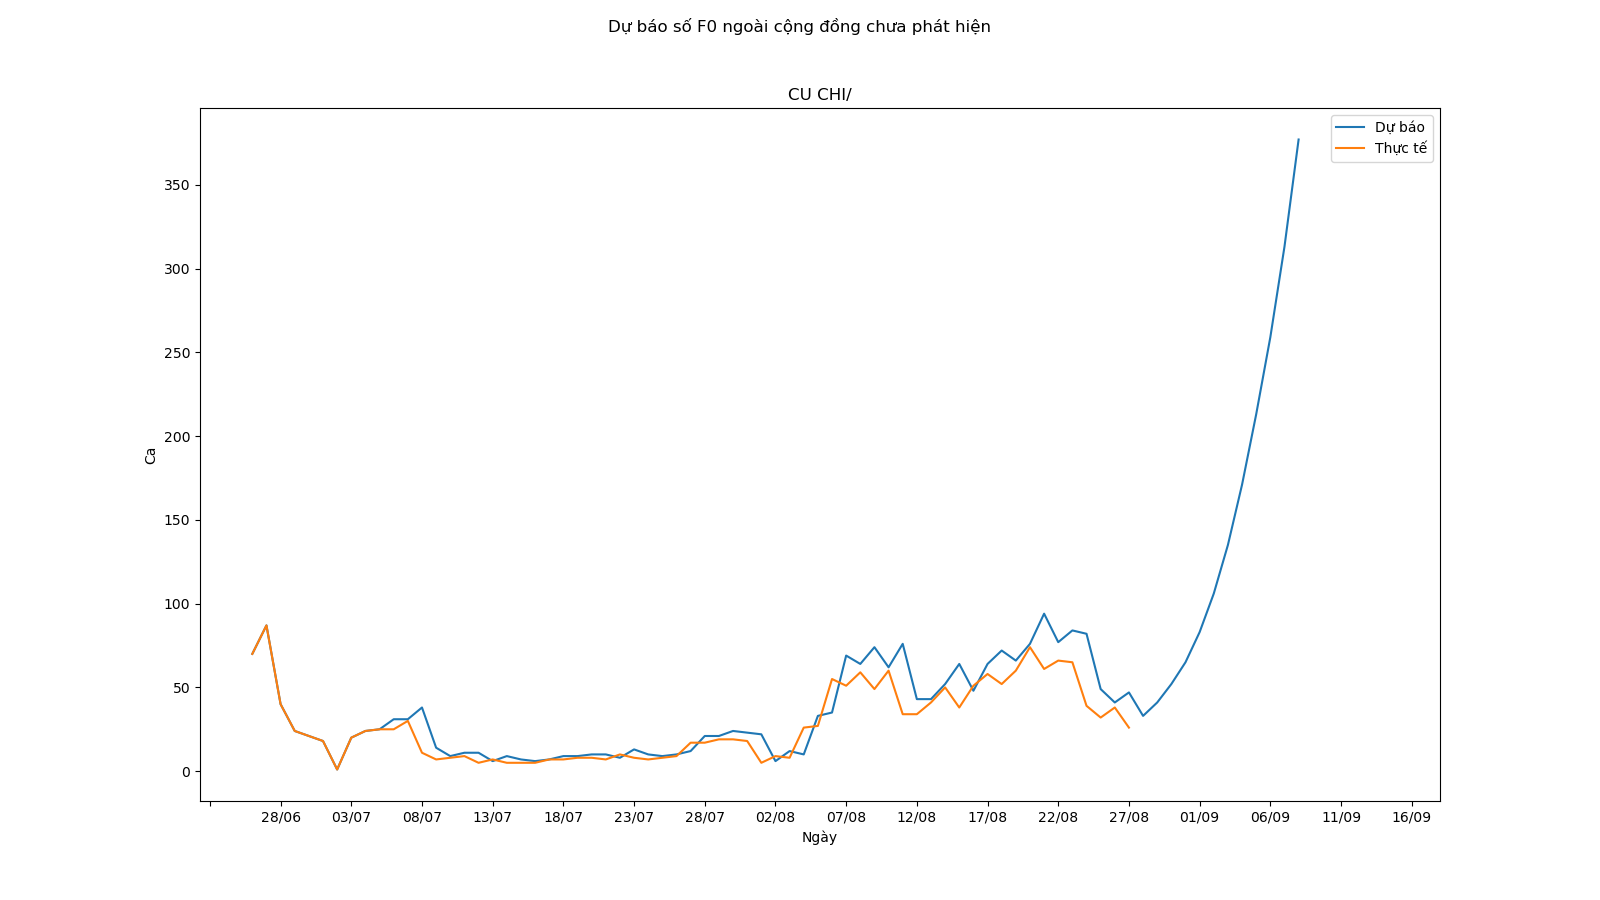 Dự báo số F0 ngoài cộng đồng chưa phát hiện
CU CHI/
Dự báo
Thực tế
350
300
250
200
150
100
50
0
Ca
28/06 03/07 08/07 13/07 18/07 23/07 28/07 02/08 07/08 12/08 17/08 22/08 27/08 01/09 06/09 11/09 16/09
Ngày